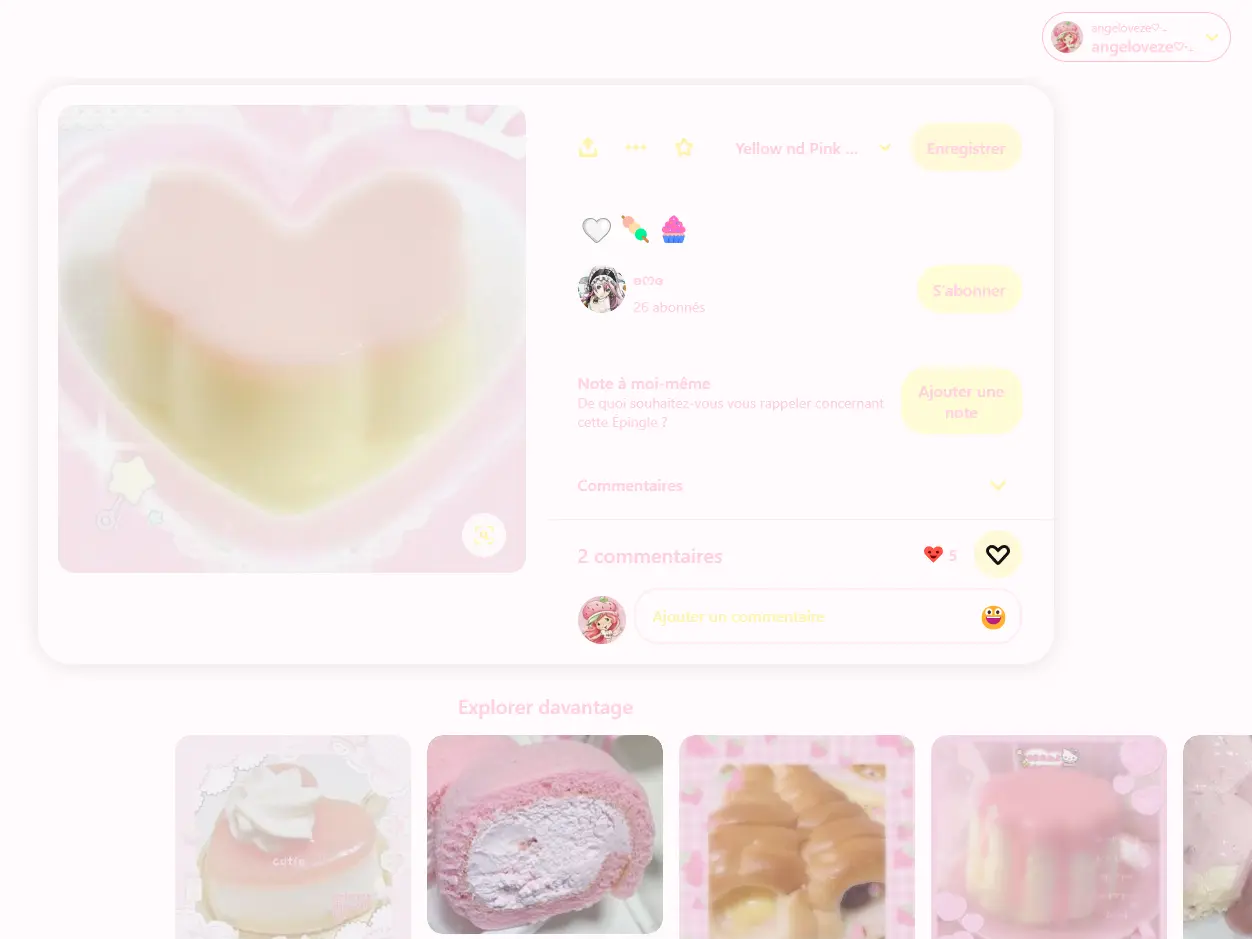 angeloveze♡·˷
angeloveze♡·˷
Yellow nd Pink ...
Enregistrer
🤍🍡🧁
ʚ♡ɞ
26 abonnés
S'abonner
Note à moi-même
De quoi souhaitez-vous vous rappeler concernant
cette Épingle ?
Ajouter une
note
Commentaires
2 commentaires
5
Ajouter un commentaire
Explorer davantage
cutie